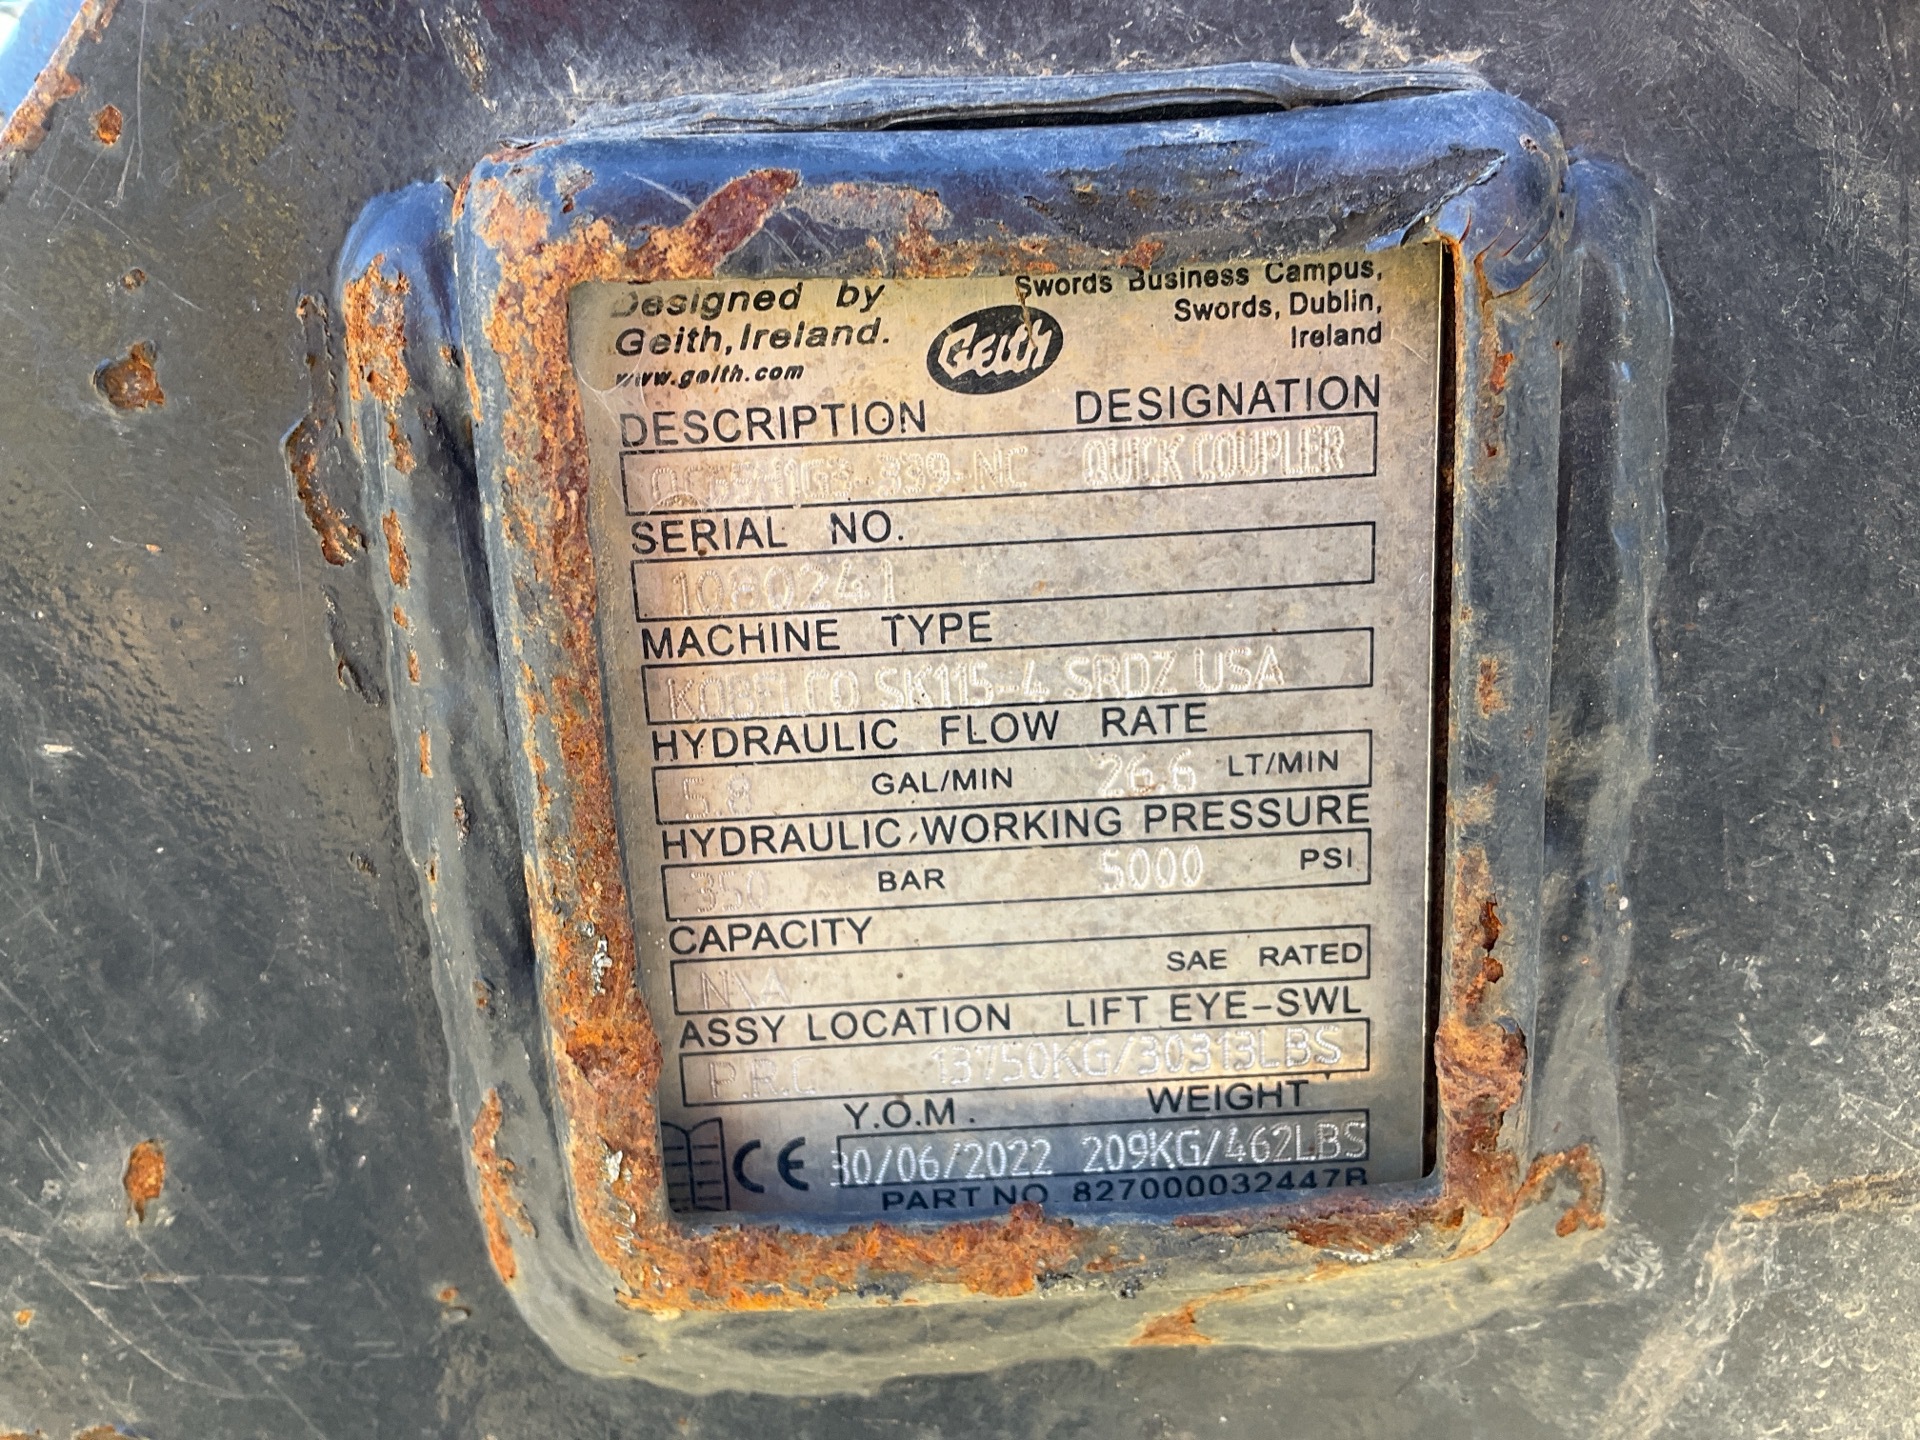 Designed by
Geith, Ireland.
www.geith.com
Geith
Swords Business Campus,
Swords, Dublin,
Ireland
DESCRIPTION DESIGNATION
339-NC QUICK COUPLER
SERIAL NO.
1080241
MACHINE TYPE
KOBELCO SK115-4 SRDZ USA
HYDRAULIC FLOW RATE
5.8 GAL/MIN 26.6 LT/MIN
HYDRAULIC WORKING PRESSURE
350 BAR 5000 PSI
CAPACITY
N\A SAE RATED
ASSY LOCATION LIFT EYE-SWL
P.R.C 13750KG/30313LBS
Y.O.M. WEIGHT
CE 30/06/2022 209KG/462LBS
PART NO. 827000032447R